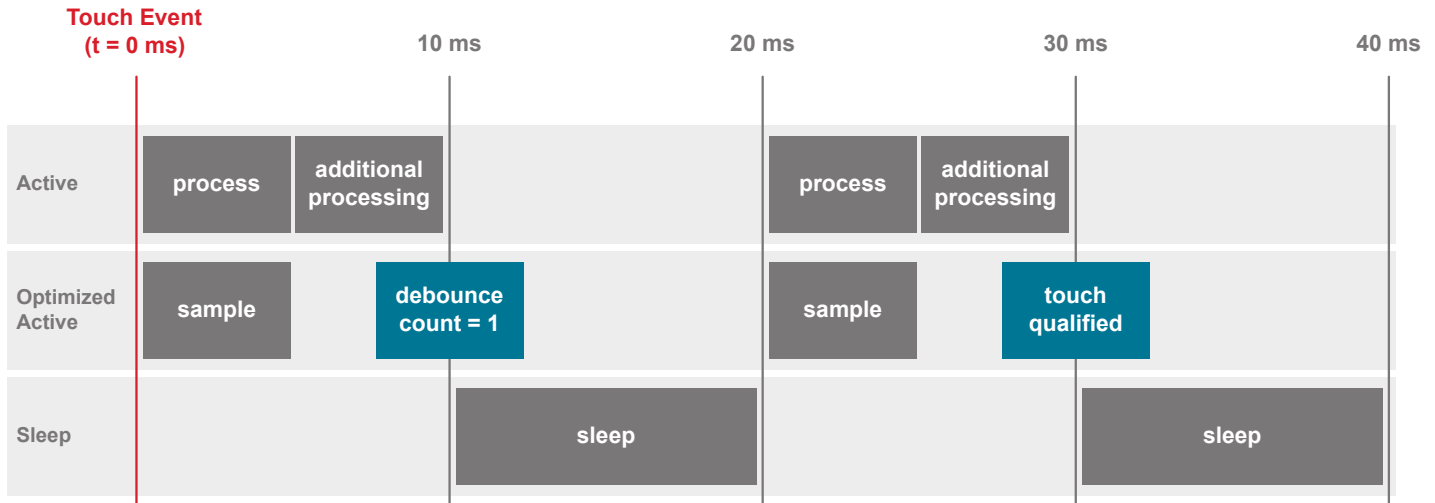 Touch Event
(t = 0 ms)
10 ms
20 ms
30 ms
40 ms
Active
process
additional
processing
process
additional
processing
Optimized
Active
sample
debounce
count = 1
sample
touch
qualified
Sleep
sleep
sleep